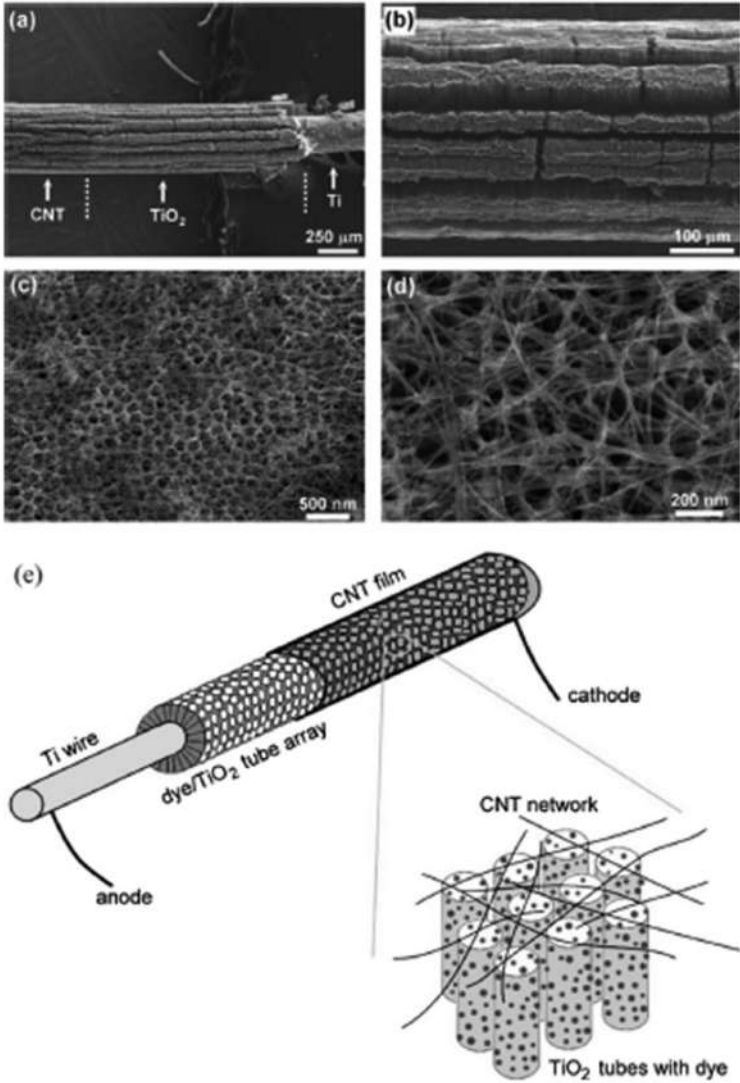 (a)
CNT
TiO₂
Ti
250 μm
(b)
100 μm
(c)
500 nm
(d)
200 nm
(e)
CNT film
cathode
Ti wire
dye/TiO₂ tube array
anode
CNT network
TiO₂ tubes with dye